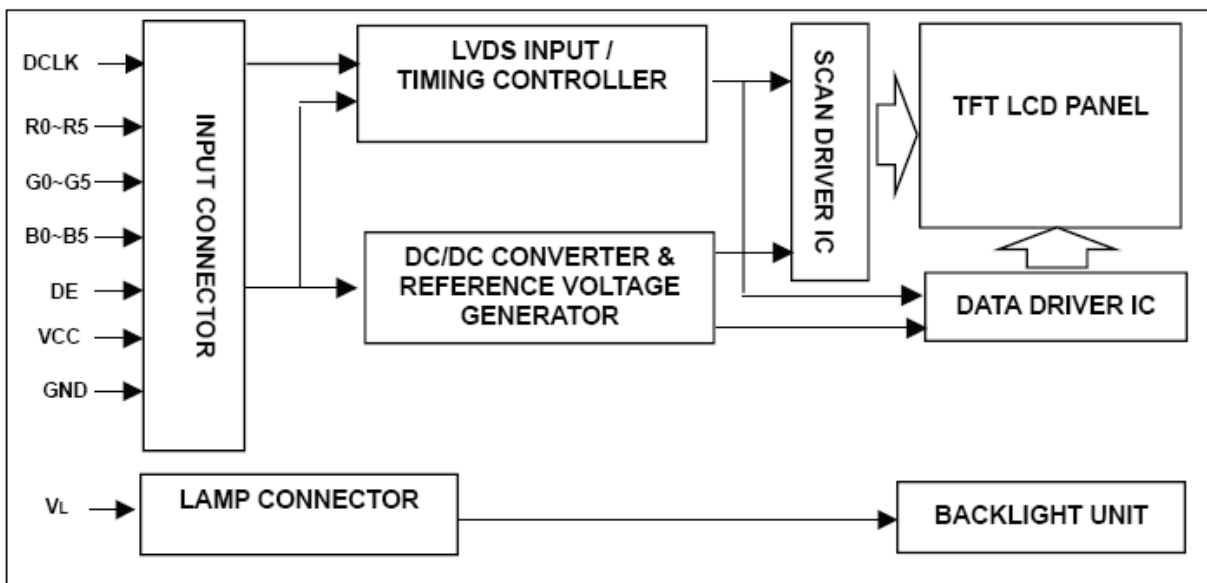 DCLK
R0~R5
G0~G5
B0~B5
DE
VCC
GND
INPUT CONNECTOR
LVDS INPUT /
TIMING CONTROLLER
DC/DC CONVERTER &
REFERENCE VOLTAGE
GENERATOR
SCAN DRIVER IC
TFT LCD PANEL
DATA DRIVER IC
VL
LAMP CONNECTOR
BACKLIGHT UNIT